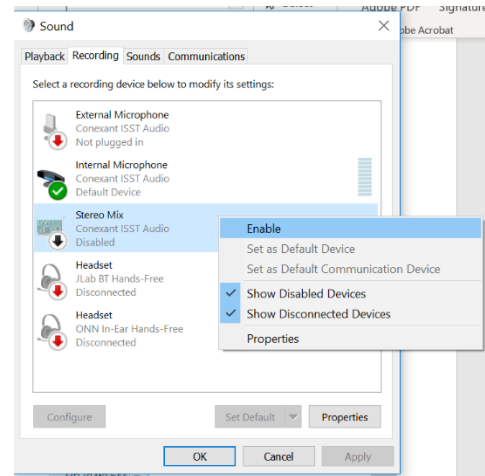 Adobe PDF Signature
Sound
obe Acrobat
Playback Recording Sounds Communications
Select a recording device below to modify its settings:
External Microphone
Conexant ISST Audio
Not plugged in
Internal Microphone
Conexant ISST Audio
Default Device
Stereo Mix
Conexant ISST Audio
Disabled
Enable
Set as Default Device
Set as Default Communication Device
Show Disabled Devices
Show Disconnected Devices
Properties
Headset
JLab BT Hands-Free
Disconnected
Headset
ONN In-Ear Hands-Free
Disconnected
Configure Set Default Properties
OK Cancel Apply